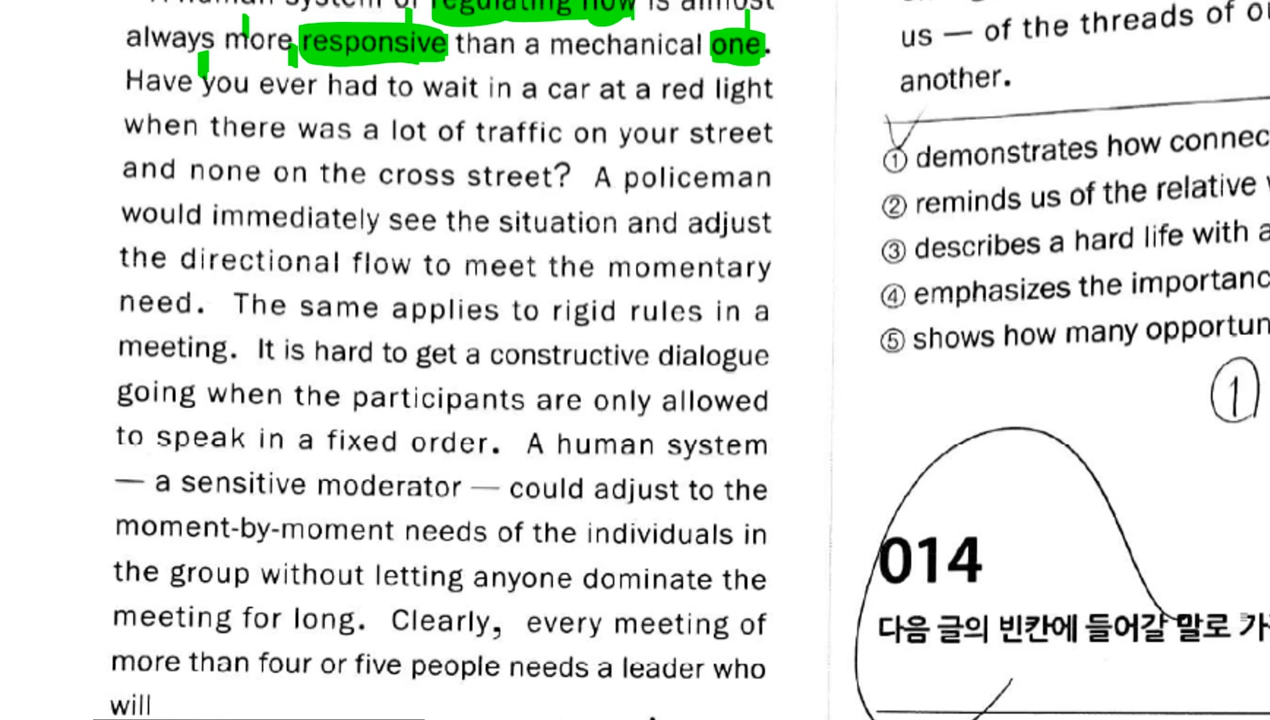 A human system of regulating flow is almost
always more responsive than a mechanical one.
Have you ever had to wait in a car at a red light
when there was a lot of traffic on your street
and none on the cross street? A policeman
would immediately see the situation and adjust
the directional flow to meet the momentary
need. The same applies to rigid rules in a
meeting. It is hard to get a constructive dialogue
going when the participants are only allowed
to speak in a fixed order. A human system
— a sensitive moderator — could adjust to the
moment-by-moment needs of the individuals in
the group without letting anyone dominate the
meeting for long. Clearly, every meeting of
more than four or five people needs a leader who
will
us — of the threads of
another.
① demonstrates how connec
② reminds us of the relative
③ describes a hard life with a
④ emphasizes the importanc
⑤ shows how many opportun
①
014
다음 글의 빈칸에 들어갈 말로